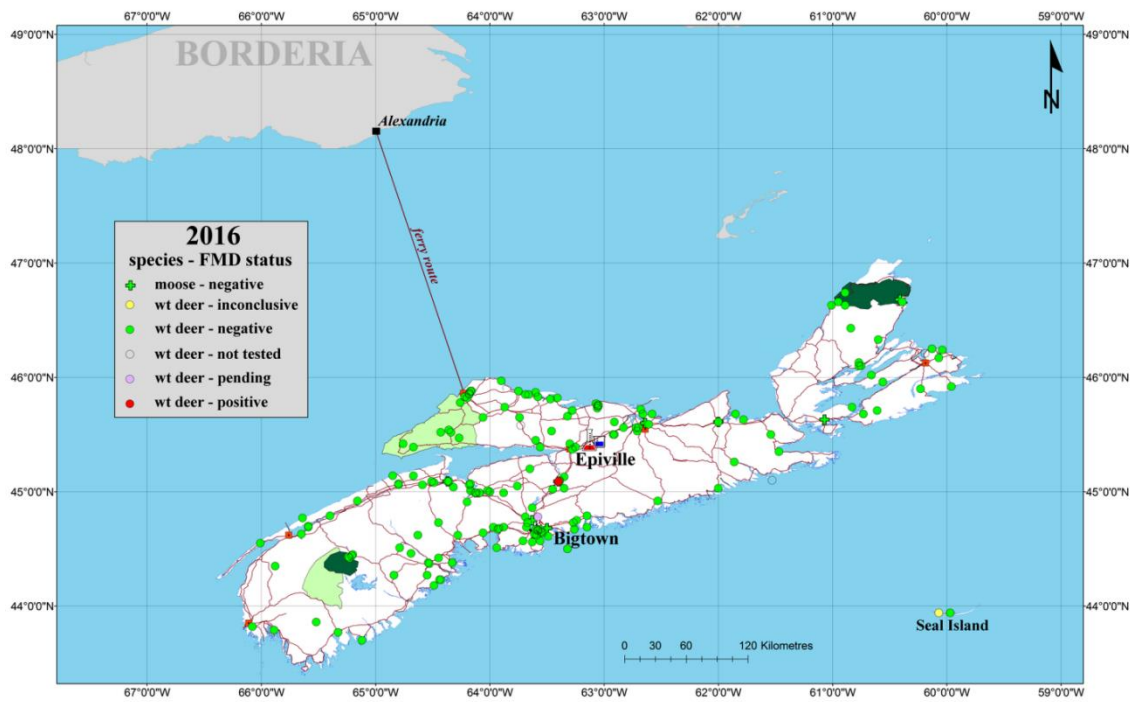 67°0'0"W 66°0'0"W 65°0'0"W 64°0'0"W 63°0'0"W 62°0'0"W 61°0'0"W 60°0'0"W 59°0'0"W
49°0'0"N 49°0'0"N
BORDERIA
N
Alexandria
48°0'0"N 48°0'0"N
ferry route
2016
species - FMD status
moose - negative
wt deer - inconclusive
wt deer - negative
wt deer - not tested
wt deer - pending
wt deer - positive
47°0'0"N 47°0'0"N
46°0'0"N 46°0'0"N
Epiville
45°0'0"N 45°0'0"N
Bigtown
44°0'0"N 44°0'0"N
Seal Island
0 30 60 120 Kilometres
67°0'0"W 66°0'0"W 65°0'0"W 64°0'0"W 63°0'0"W 62°0'0"W 61°0'0"W 60°0'0"W 59°0'0"W